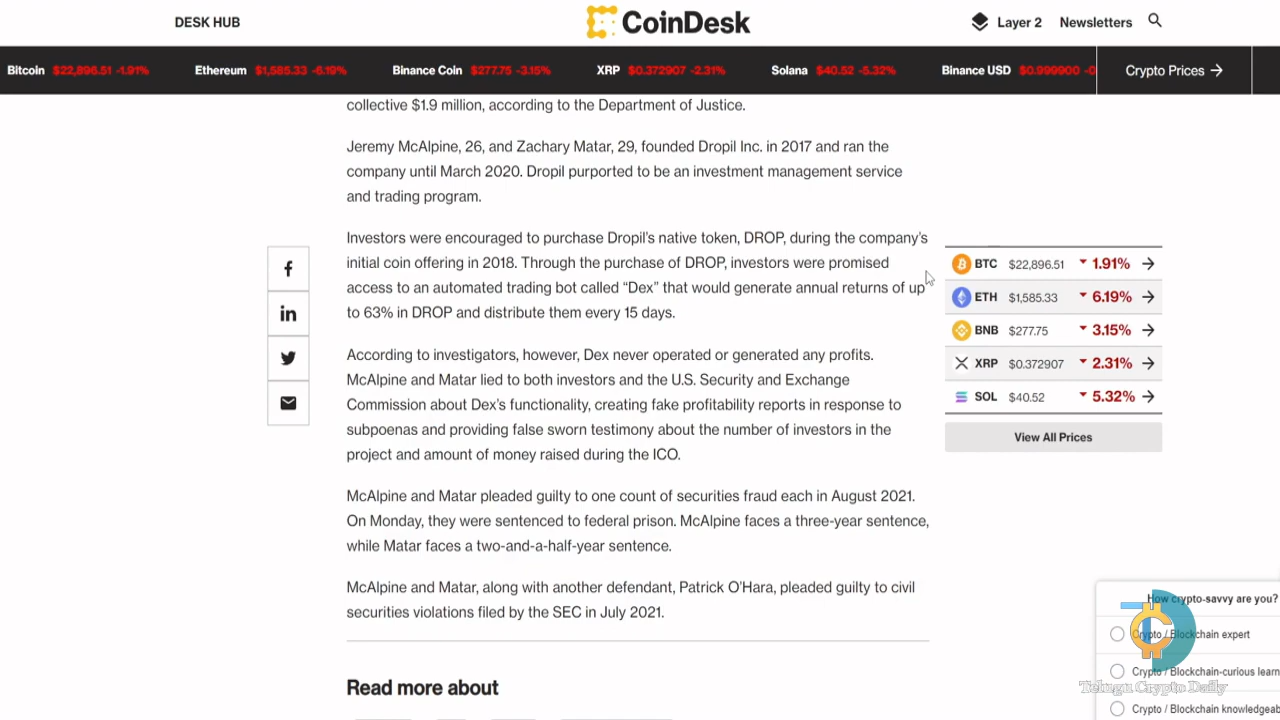 DESK HUB
CoinDesk
Layer 2 Newsletters
Bitcoin $22,896.51 -1.91% Ethereum $1,585.33 -6.19% Binance Coin $277.75 -3.15% XRP $0.372907 -2.31% Solana $40.52 -5.32% Binance USD $0.999900 -0 Crypto Prices
collective $1.9 million, according to the Department of Justice.
Jeremy McAlpine, 26, and Zachary Matar, 29, founded Dropil Inc. in 2017 and ran the
company until March 2020. Dropil purported to be an investment management service
and trading program.
Investors were encouraged to purchase Dropil’s native token, DROP, during the company’s
initial coin offering in 2018. Through the purchase of DROP, investors were promised
access to an automated trading bot called “Dex” that would generate annual returns of up
to 63% in DROP and distribute them every 15 days.
According to investigators, however, Dex never operated or generated any profits.
McAlpine and Matar lied to both investors and the U.S. Security and Exchange
Commission about Dex’s functionality, creating fake profitability reports in response to
subpoenas and providing false sworn testimony about the number of investors in the
project and amount of money raised during the ICO.
McAlpine and Matar pleaded guilty to one count of securities fraud each in August 2021.
On Monday, they were sentenced to federal prison. McAlpine faces a three-year sentence,
while Matar faces a two-and-a-half-year sentence.
McAlpine and Matar, along with another defendant, Patrick O’Hara, pleaded guilty to civil
securities violations filed by the SEC in July 2021.
Read more about
BTC $22,896.51 1.91%
ETH $1,585.33 6.19%
BNB $277.75 3.15%
XRP $0.372907 2.31%
SOL $40.52 5.32%
View All Prices
How crypto-savvy are you?
Crypto / Blockchain expert
Crypto / Blockchain-curious learn
Telugu Crypto Daily
Crypto / Blockchain knowledgeab